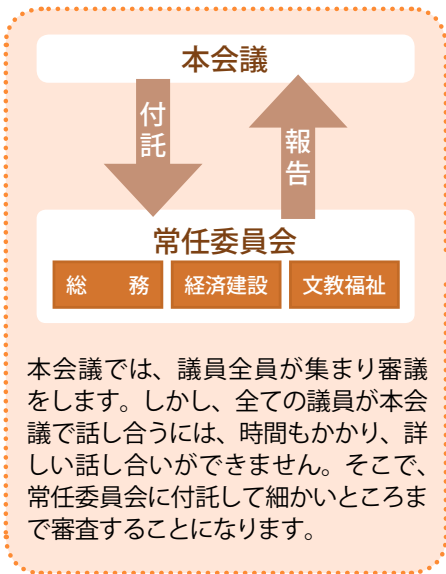 本会議
付託
報告
常任委員会
総　務
経済建設
文教福祉
本会議では、議員全員が集まり審議
をします。しかし、全ての議員が本会
議で話し合うには、時間もかかり、詳
しい話し合いができません。そこで、
常任委員会に付託して細かいところま
で審査することになります。